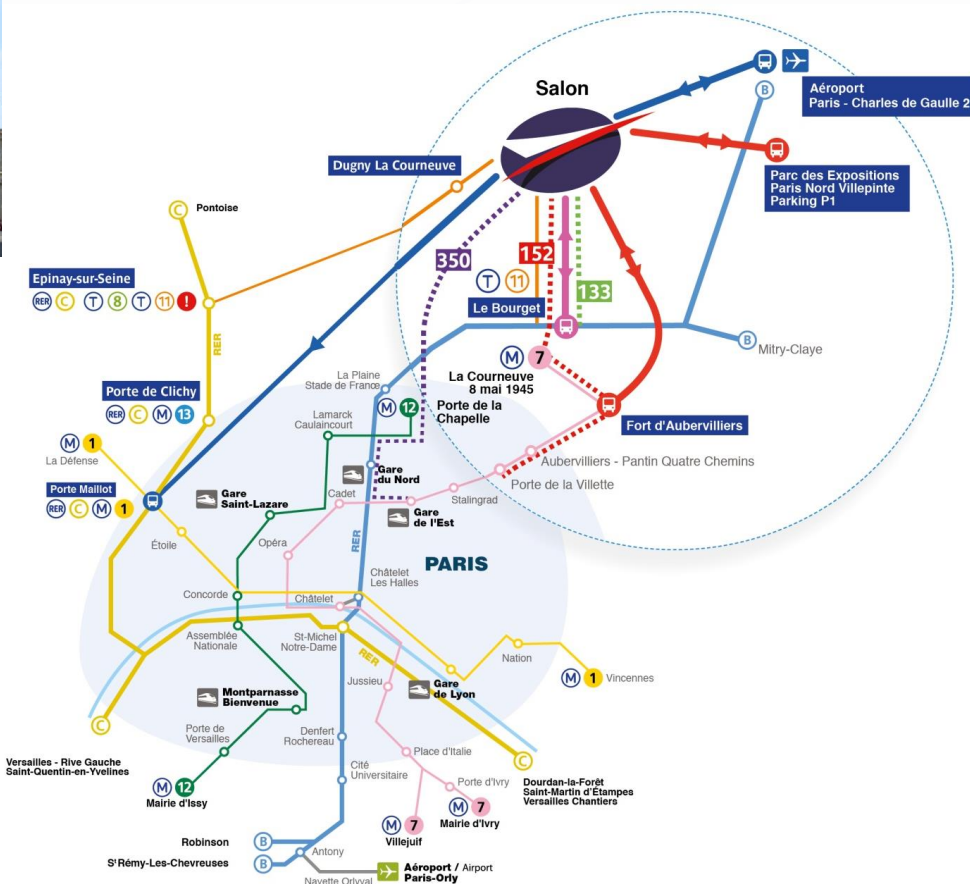 Salon
Aéroport
Paris - Charles de Gaulle 2
B
Parc des Expositions
Paris Nord Villepinte
Parking P1
Dugny La Courneuve
C
Pontoise
350
152
133
T 11
Le Bourget
Epinay-sur-Seine
RER C T 8 T 11 !
RER
B
Mitry-Claye
M 7
La Courneuve
8 mai 1945
La Plaine
Stade de France
Porte de Clichy
RER C M 13
M 12
Porte de la
Chapelle
Lamarck
Caulaincourt
Fort d'Aubervilliers
M 1
La Défense
Aubervilliers - Pantin Quatre Chemins
Porte de la Villette
Gare
du Nord
Porte Maillot
RER C M 1
Gare
Saint-Lazare
Cadet
Stalingrad
Gare
de l'Est
Étoile
Opéra
RER
PARIS
Châtelet
Les Halles
Concorde
Châtelet
Assemblée
Nationale
St-Michel
Notre-Dame
RER
Nation
M 1 Vincennes
Jussieu
Gare
de Lyon
Montparnasse
Bienvenue
C
Porte de
Versailles
Denfert
Rochereau
Place d'Italie
Versailles - Rive Gauche
Saint-Quentin-en-Yvelines
C
Cité
Universitaire
Porte d'Ivry
Dourdan-la-Forêt
Saint-Martin d'Étampes
Versailles Chantiers
M 12
Mairie d'Issy
M 7
Mairie d'Ivry
M 7
Villejuif
Robinson
B
Antony
St Rémy-Les-Chevreuses
B
Aéroport / Airport
Paris-Orly
Navette Orlyval